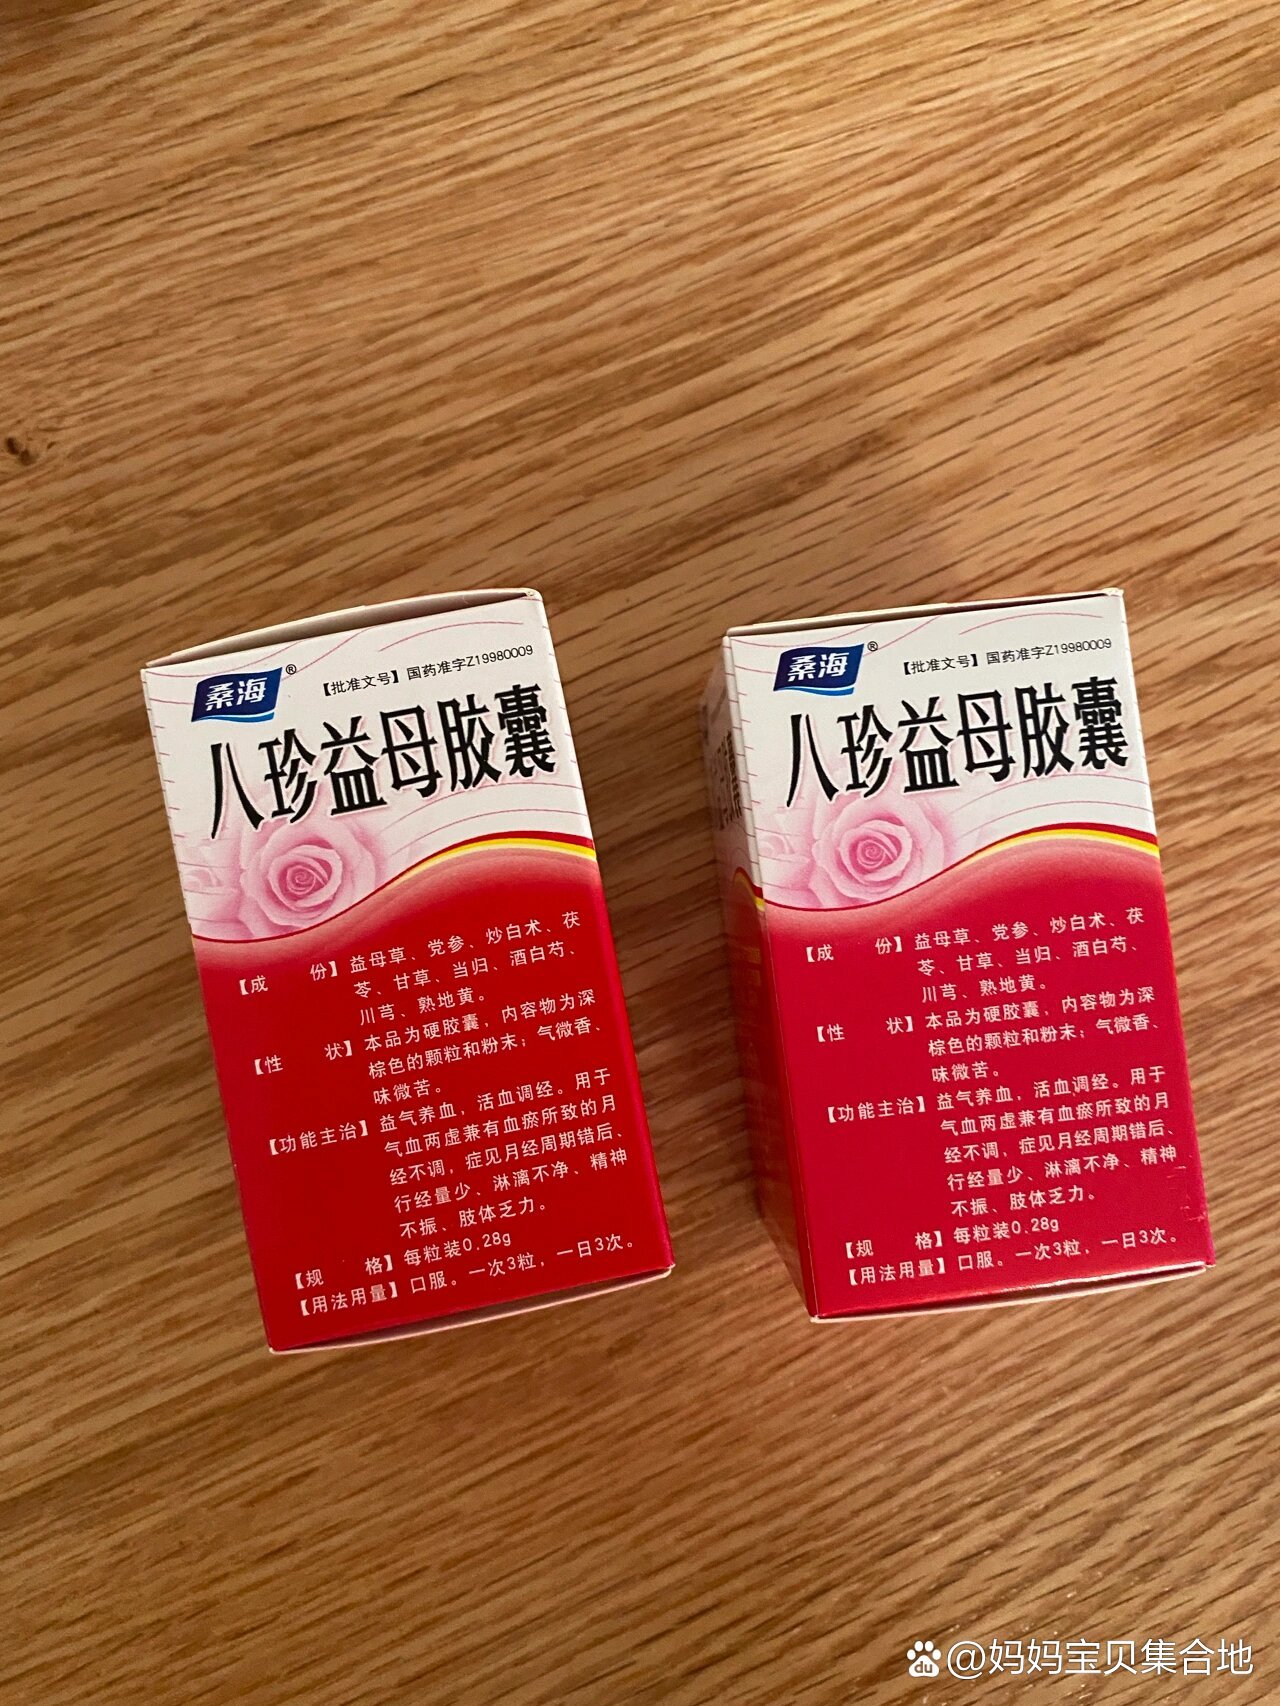 桑海®
【批准文号】国药准字Z19980009
八珍益母胶囊
【成 份】益母草、党参、炒白术、茯
苓、甘草、当归、酒白芍、
川芎、熟地黄。
【性 状】本品为硬胶囊，内容物为深
棕色的颗粒和粉末；气微香、
味微苦。
【功能主治】益气养血，活血调经。用于
气血两虚兼有血瘀所致的月
经不调，症见月经周期错后、
行经量少、淋漓不净、精神
不振、肢体乏力。
【规 格】每粒装0.28g
【用法用量】口服。一次3粒，一日3次。
桑海®
【批准文号】国药准字Z19980009
八珍益母胶囊
【成 份】益母草、党参、炒白术、茯
苓、甘草、当归、酒白芍、
川芎、熟地黄。
【性 状】本品为硬胶囊，内容物为深
棕色的颗粒和粉末；气微香、
味微苦。
【功能主治】益气养血，活血调经。用于
气血两虚兼有血瘀所致的月
经不调，症见月经周期错后、
行经量少、淋漓不净、精神
不振、肢体乏力。
【规 格】每粒装0.28g
【用法用量】口服。一次3粒，一日3次。
du @妈妈宝贝集合地